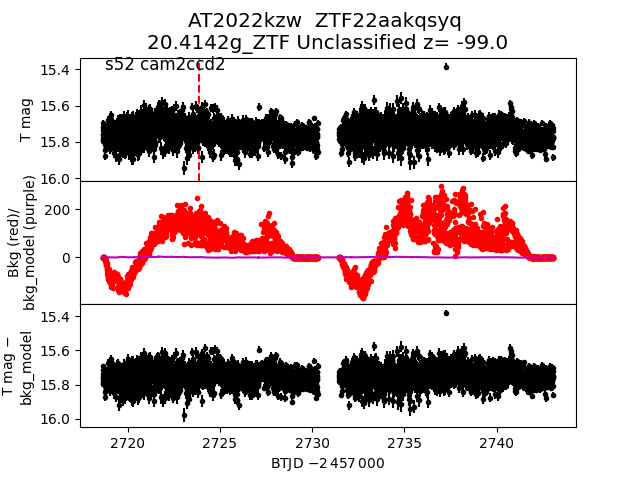 AT2022kzw  ZTF22aakqsyq
20.4142g_ZTF Unclassified z= -99.0
s52 cam2ccd2
15.4
15.6
15.8
16.0
T mag
200
0
Bkg (red)/
bkg_model (purple)
15.4
15.6
15.8
16.0
T mag −
bkg_model
2720
2725
2730
2735
2740
BTJD −2 457 000